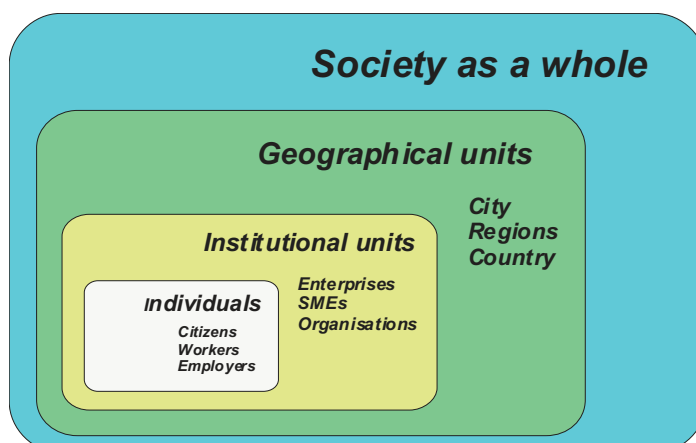 Society as a whole
Geographical units
City
Regions
Country
Institutional units
Enterprises
SMEs
Organisations
Individuals
Citizens
Workers
Employers